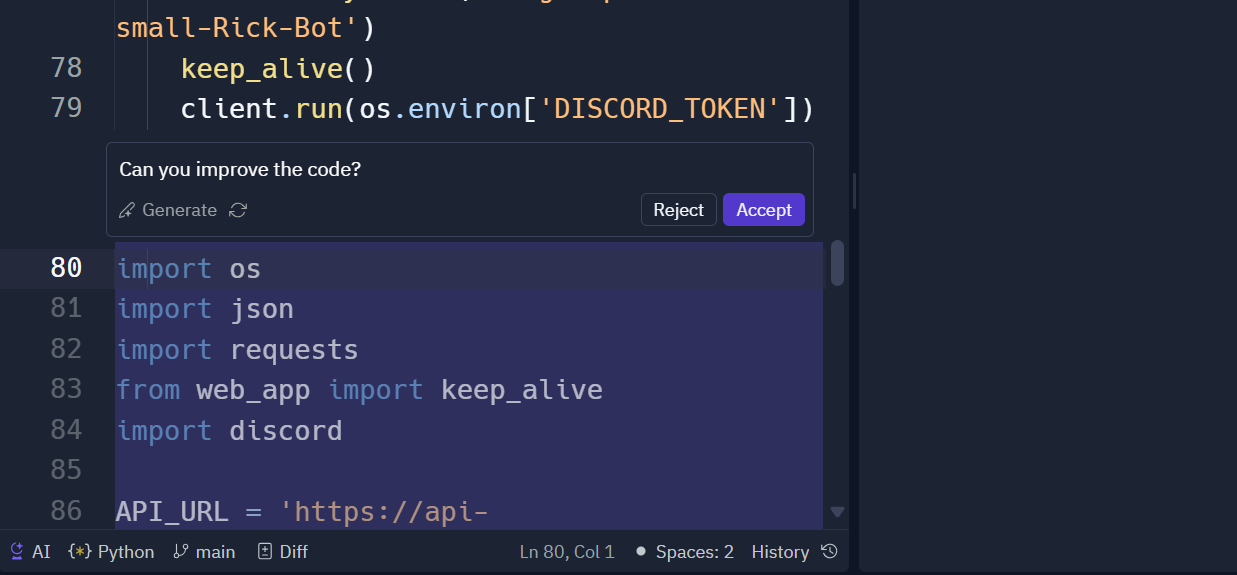 small-Rick-Bot')
78 keep_alive()
79 client.run(os.environ['DISCORD_TOKEN'])
Can you improve the code?
Generate
Reject
Accept
80 import os
81 import json
82 import requests
83 from web_app import keep_alive
84 import discord
85
86 API_URL = 'https://api-
AI {*} Python main Diff Ln 80, Col 1 Spaces: 2 History